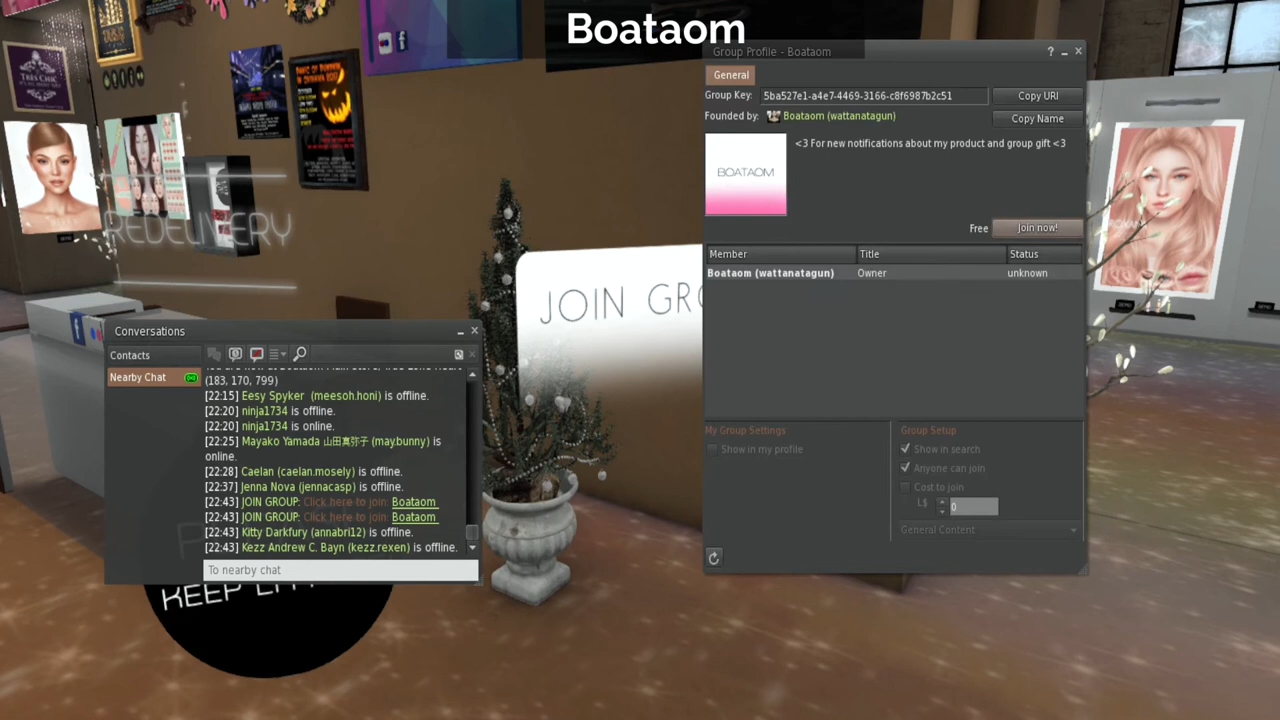 Boataom
Group Profile - Boataom
General
Group Key: 5ba527e1-a4e7-4469-3166-c8f6987b2c51
Copy URI
Founded by: Boataom (wattanatagun)
Copy Name
BOATAOM
<3 For new notifications about my product and group gift <3
Free
Join now!
Member Title Status
Boataom (wattanatagun) Owner unknown
My Group Settings
Show in my profile
Group Setup
Show in search
Anyone can join
Cost to join
L$ 0
General Content
TRES CHIC
REDELIVERY
JOIN GRO
Conversations
Contacts
Nearby Chat
(183, 170, 799)
[22:15] Eesy Spyker (meesoh.honi) is offline.
[22:20] ninja1734 is offline.
[22:20] ninja1734 is online.
[22:25] Mayako Yamada 山田真弥子 (may.bunny) is
online.
[22:28] Caelan (caelan.mosely) is offline.
[22:37] Jenna Nova (jennacasp) is offline.
[22:43] JOIN GROUP: Click here to join: Boataom
[22:43] JOIN GROUP: Click here to join: Boataom
[22:43] Kitty Darkfury (annabri12) is offline.
[22:43] Kezz Andrew C. Bayn (kezz.rexen) is offline.
To nearby chat
KEEP